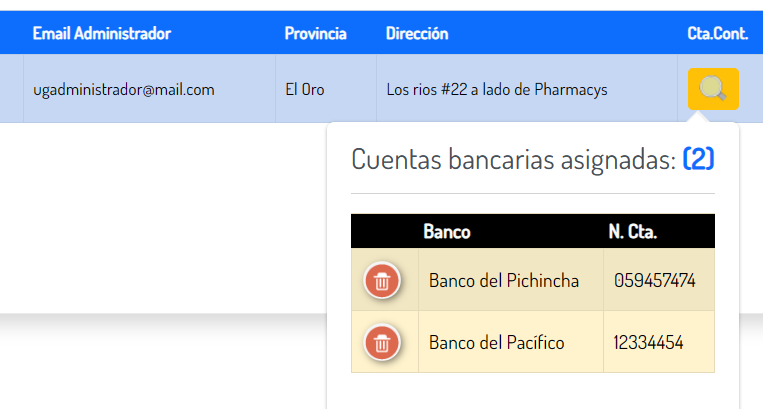 Email Administrador Provincia Dirección Cta.Cont.
ugadministrador@mail.com El Oro Los rios #22 a lado de Pharmacys
Cuentas bancarias asignadas: (2)
Banco N. Cta.
Banco del Pichincha 059457474
Banco del Pacífico 12334454